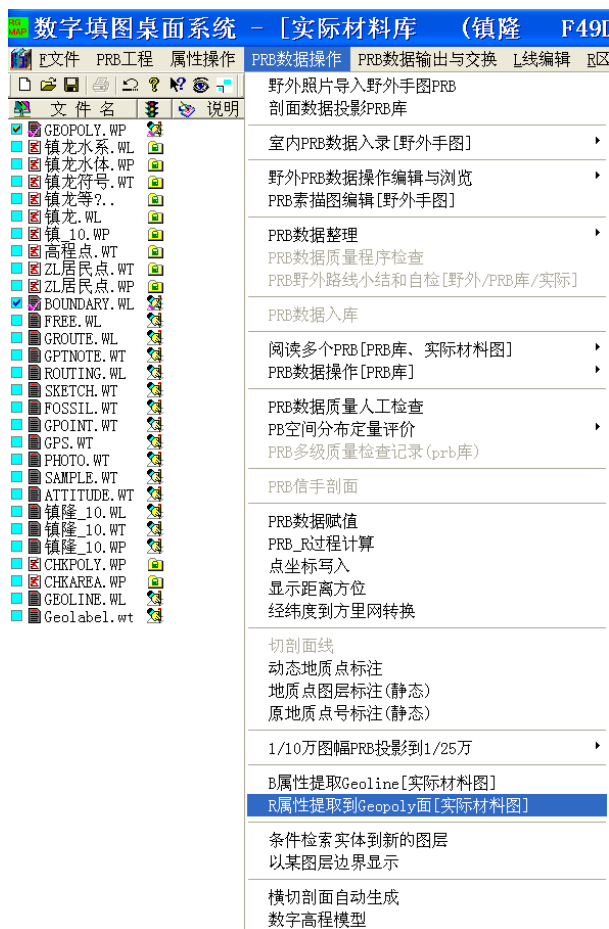 RG MAP 数字填图桌面系统 - [实际材料库 (镇隆 F49D
F文件 PRB工程 属性操作 PRB数据操作 PRB数据输出与交换 L线编辑 R区
文件名 说明
GEOPOLY.WP
镇龙水系.WL
镇龙水体.WP
镇龙符号.WT
镇龙等?..
镇龙.WL
镇_10.WP
高程点.WT
ZL居民点.WT
ZL居民点.WP
BOUNDARY.WL
FREE.WL
GROUTE.WL
GPTNOTE.WT
ROUTING.WL
SKETCH.WT
FOSSIL.WT
GPOINT.WT
GPS.WT
PHOTO.WT
SAMPLE.WT
ATTITUDE.WT
镇隆_10.WL
镇隆_10.WT
镇隆_10.WP
CHKPOLY.WP
CHKAREA.WP
GEOLINE.WL
Geolabel.wt
野外照片导入野外手图PRB
剖面数据投影PRB库
室内PRB数据入录[野外手图]
野外PRB数据操作编辑与浏览
PRB素描图编辑[野外手图]
PRB数据整理
PRB数据质量程序检查
PRB野外路线小结和自检[野外/PRB库/实际]
PRB数据入库
阅读多个PRB[PRB库、实际材料图]
PRB数据操作[PRB库]
PRB数据质量人工检查
PB空间分布定量评价
PRB多级质量检查记录(prb库)
PRB信手剖面
PRB数据赋值
PRB_R过程计算
点坐标写入
显示距离方位
经纬度到方里网转换
切剖面线
动态地质点标注
地质点图层标注(静态)
原地质点号标注(静态)
1/10万图幅PRB投影到1/25万
B属性提取Geoline[实际材料图]
R属性提取到Geopoly面[实际材料图]
条件检索实体到新的图层
以某图层边界显示
横切剖面自动生成
数字高程模型